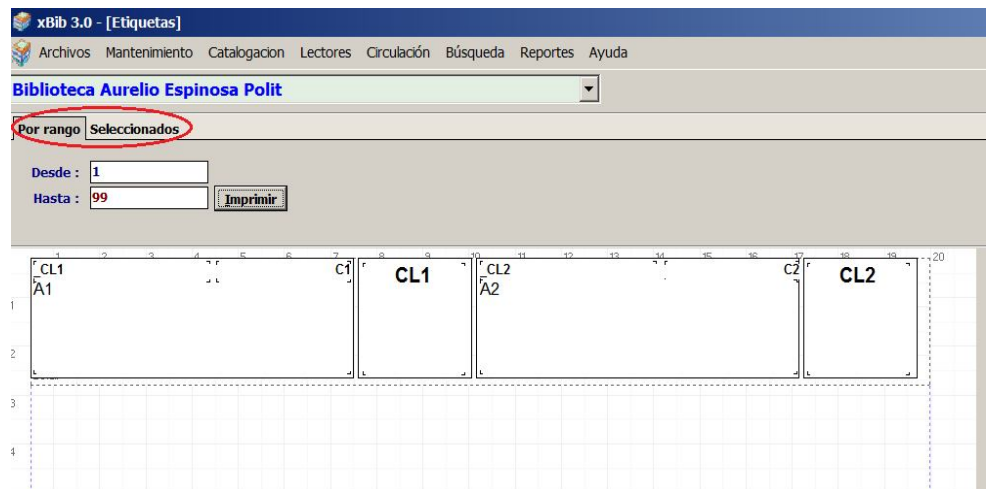 xBib 3.0 - [Etiquetas]
Archivos Mantenimiento Catalogacion Lectores Circulación Búsqueda Reportes Ayuda
Biblioteca Aurelio Espinosa Polit
Por rango Seleccionados
Desde : 1
Hasta : 99 Imprimir
1 2 3 4 5 6 7 8 9 10 11 12 13 14 15 16 17 18 19 20
CL1 C1 CL1 CL2 C2 CL2
A1 A2
1
2
3
4